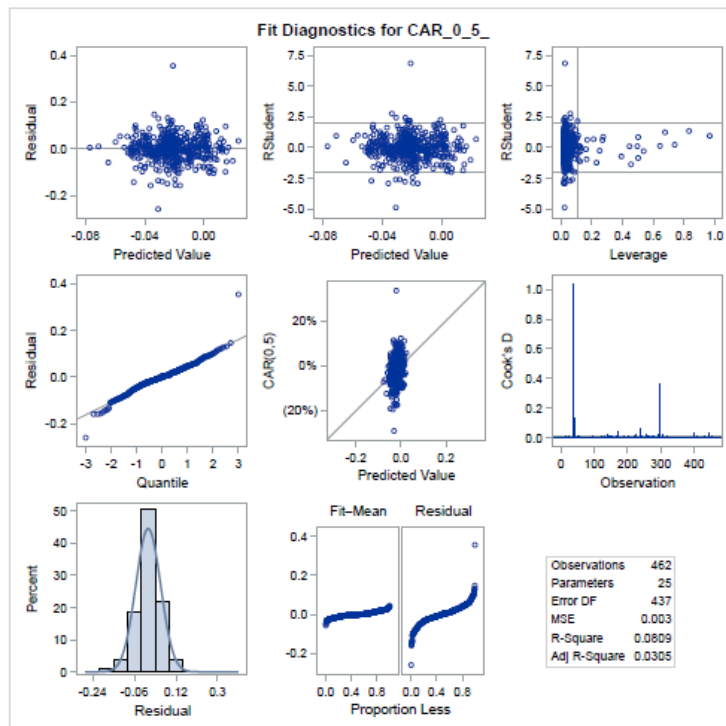 Fit Diagnostics for CAR_0_5_
Residual
0.4
0.2
0.0
-0.2
-0.08 -0.04 0.00
Predicted Value
RStudent
7.5
5.0
2.5
0.0
-2.5
-5.0
-0.08 -0.04 0.00
Predicted Value
RStudent
7.5
5.0
2.5
0.0
-2.5
-5.0
0.0 0.2 0.4 0.6 0.8 1.0
Leverage
Residual
0.4
0.2
0.0
-0.2
-3 -2 -1 0 1 2 3
Quantile
CAR(0,5)
20%
0%
(20%)
-0.2 0.0 0.2
Predicted Value
Cook's D
1.0
0.8
0.6
0.4
0.2
0.0
0 100 200 300 400
Observation
Percent
50
40
30
20
10
0
-0.24 -0.06 0.12 0.3
Residual
Fit–Mean Residual
0.4
0.2
0.0
-0.2
0.0 0.4 0.8 0.0 0.4 0.8
Proportion Less
Observations 462
Parameters 25
Error DF 437
MSE 0.003
R-Square 0.0809
Adj R-Square 0.0305